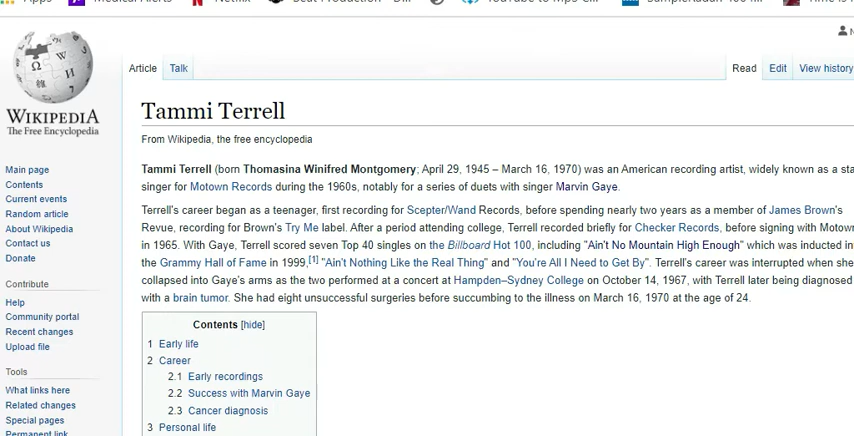 Apps Medical Alerts Netflix Beat Production - D... YouTube to Mp3 C... Time is
Article Talk Read Edit View history
WIKIPEDIA
The Free Encyclopedia
Tammi Terrell
From Wikipedia, the free encyclopedia
Main page
Contents
Current events
Random article
About Wikipedia
Contact us
Donate
Contribute
Help
Community portal
Recent changes
Upload file
Tools
What links here
Related changes
Special pages
Permanent link
Tammi Terrell (born Thomasina Winifred Montgomery; April 29, 1945 – March 16, 1970) was an American recording artist, widely known as a sta
singer for Motown Records during the 1960s, notably for a series of duets with singer Marvin Gaye.
Terrell's career began as a teenager, first recording for Scepter/Wand Records, before spending nearly two years as a member of James Brown's
Revue, recording for Brown's Try Me label. After a period attending college, Terrell recorded briefly for Checker Records, before signing with Motow
in 1965. With Gaye, Terrell scored seven Top 40 singles on the Billboard Hot 100, including "Ain't No Mountain High Enough" which was inducted in
the Grammy Hall of Fame in 1999,[1] "Ain't Nothing Like the Real Thing" and "You're All I Need to Get By". Terrell's career was interrupted when she
collapsed into Gaye's arms as the two performed at a concert at Hampden–Sydney College on October 14, 1967, with Terrell later being diagnosed
with a brain tumor. She had eight unsuccessful surgeries before succumbing to the illness on March 16, 1970 at the age of 24.
Contents [hide]
1 Early life
2 Career
2.1 Early recordings
2.2 Success with Marvin Gaye
2.3 Cancer diagnosis
3 Personal life